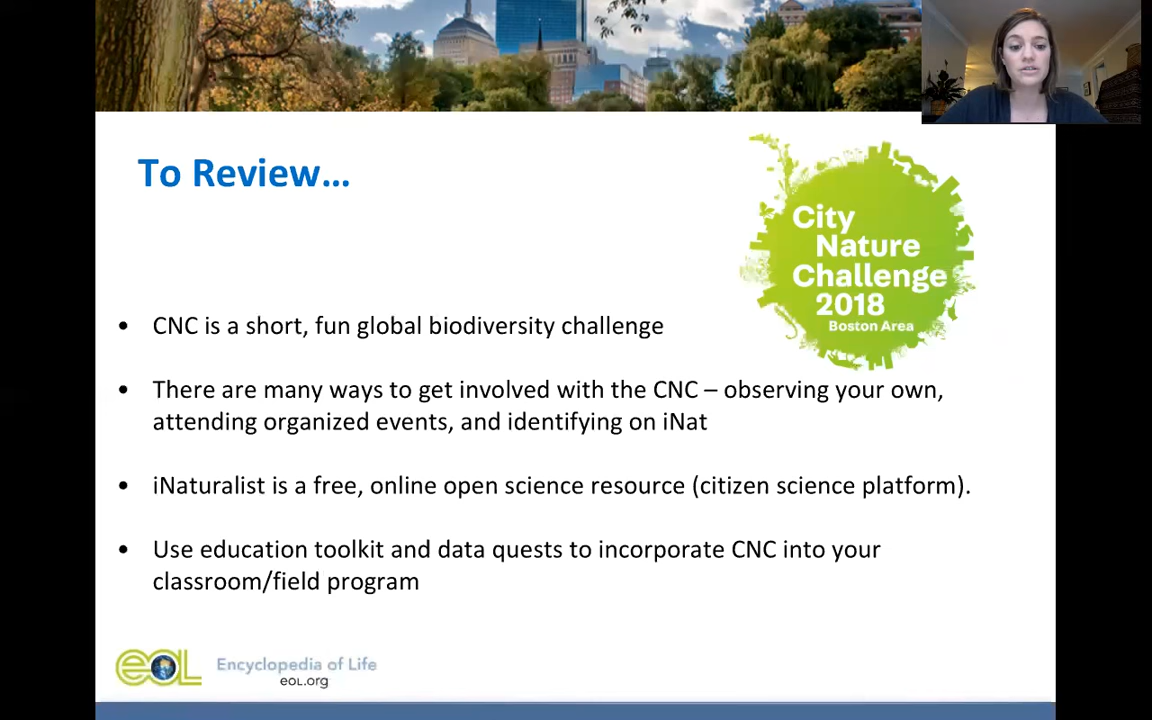 To Review…
City
Nature
Challenge
2018
Boston Area
• CNC is a short, fun global biodiversity challenge
• There are many ways to get involved with the CNC – observing your own,
attending organized events, and identifying on iNat
• iNaturalist is a free, online open science resource (citizen science platform).
• Use education toolkit and data quests to incorporate CNC into your
classroom/field program
eOL Encyclopedia of Life
eOL.org